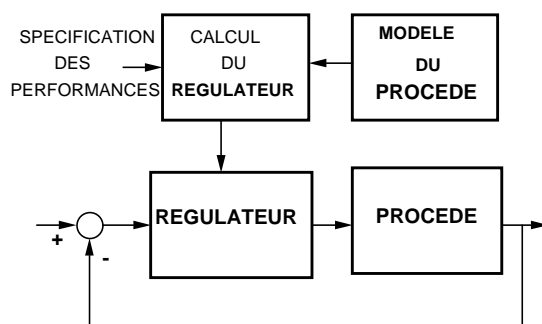 SPECIFICATION
DES
PERFORMANCES
CALCUL
DU
REGULATEUR
MODELE
DU
PROCEDE
REGULATEUR
PROCEDE
+
-